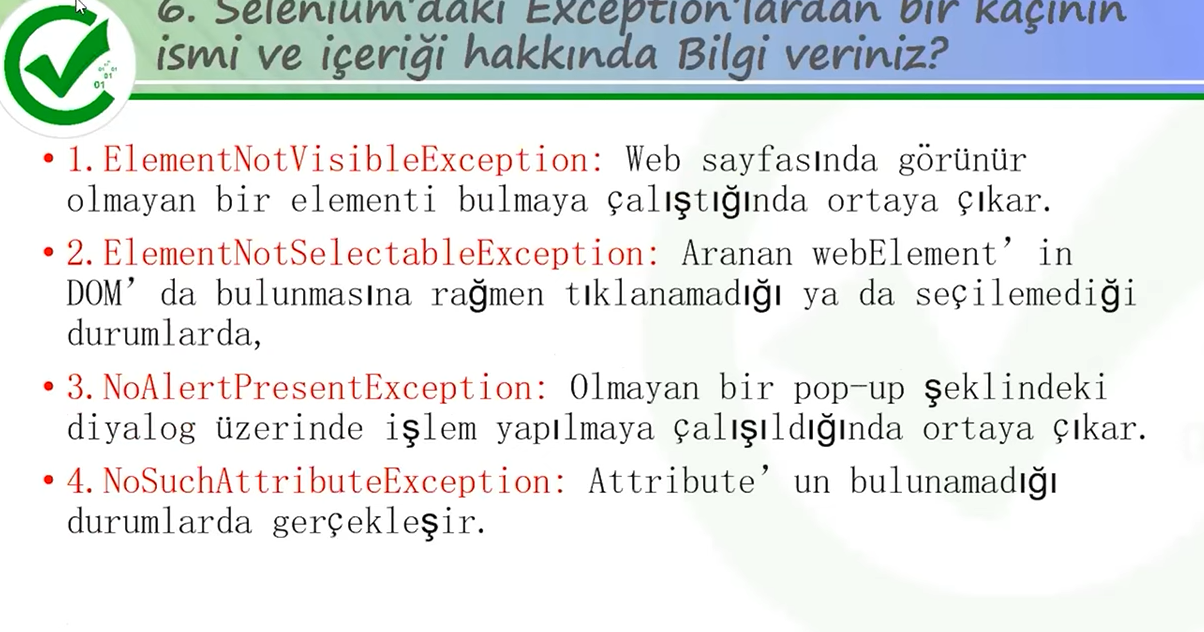 6. Selenium'daki Exception'lardan bir kaçının
ismi ve içeriği hakkında Bilgi veriniz?
• 1. ElementNotVisibleException: Web sayfasında görünür
olmayan bir elementi bulmaya çalıştığında ortaya çıkar.
• 2. ElementNotSelectableException: Aranan webElement’ in
DOM’ da bulunmasına rağmen tıklanamadığı ya da seçilemediği
durumlarda,
• 3. NoAlertPresentException: Olmayan bir pop-up şeklindeki
diyalog üzerinde işlem yapılmaya çalışıldığında ortaya çıkar.
• 4. NoSuchAttributeException: Attribute’ un bulunamadığı
durumlarda gerçekleşir.